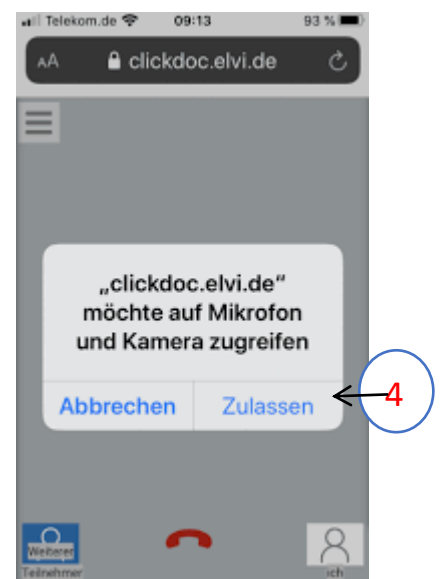 Telekom.de 09:13 93 %
AA clickdoc.elvi.de
„clickdoc.elvi.de“
möchte auf Mikrofon
und Kamera zugreifen
Abbrechen Zulassen
4
Weiterer
Teilnehmer
ich